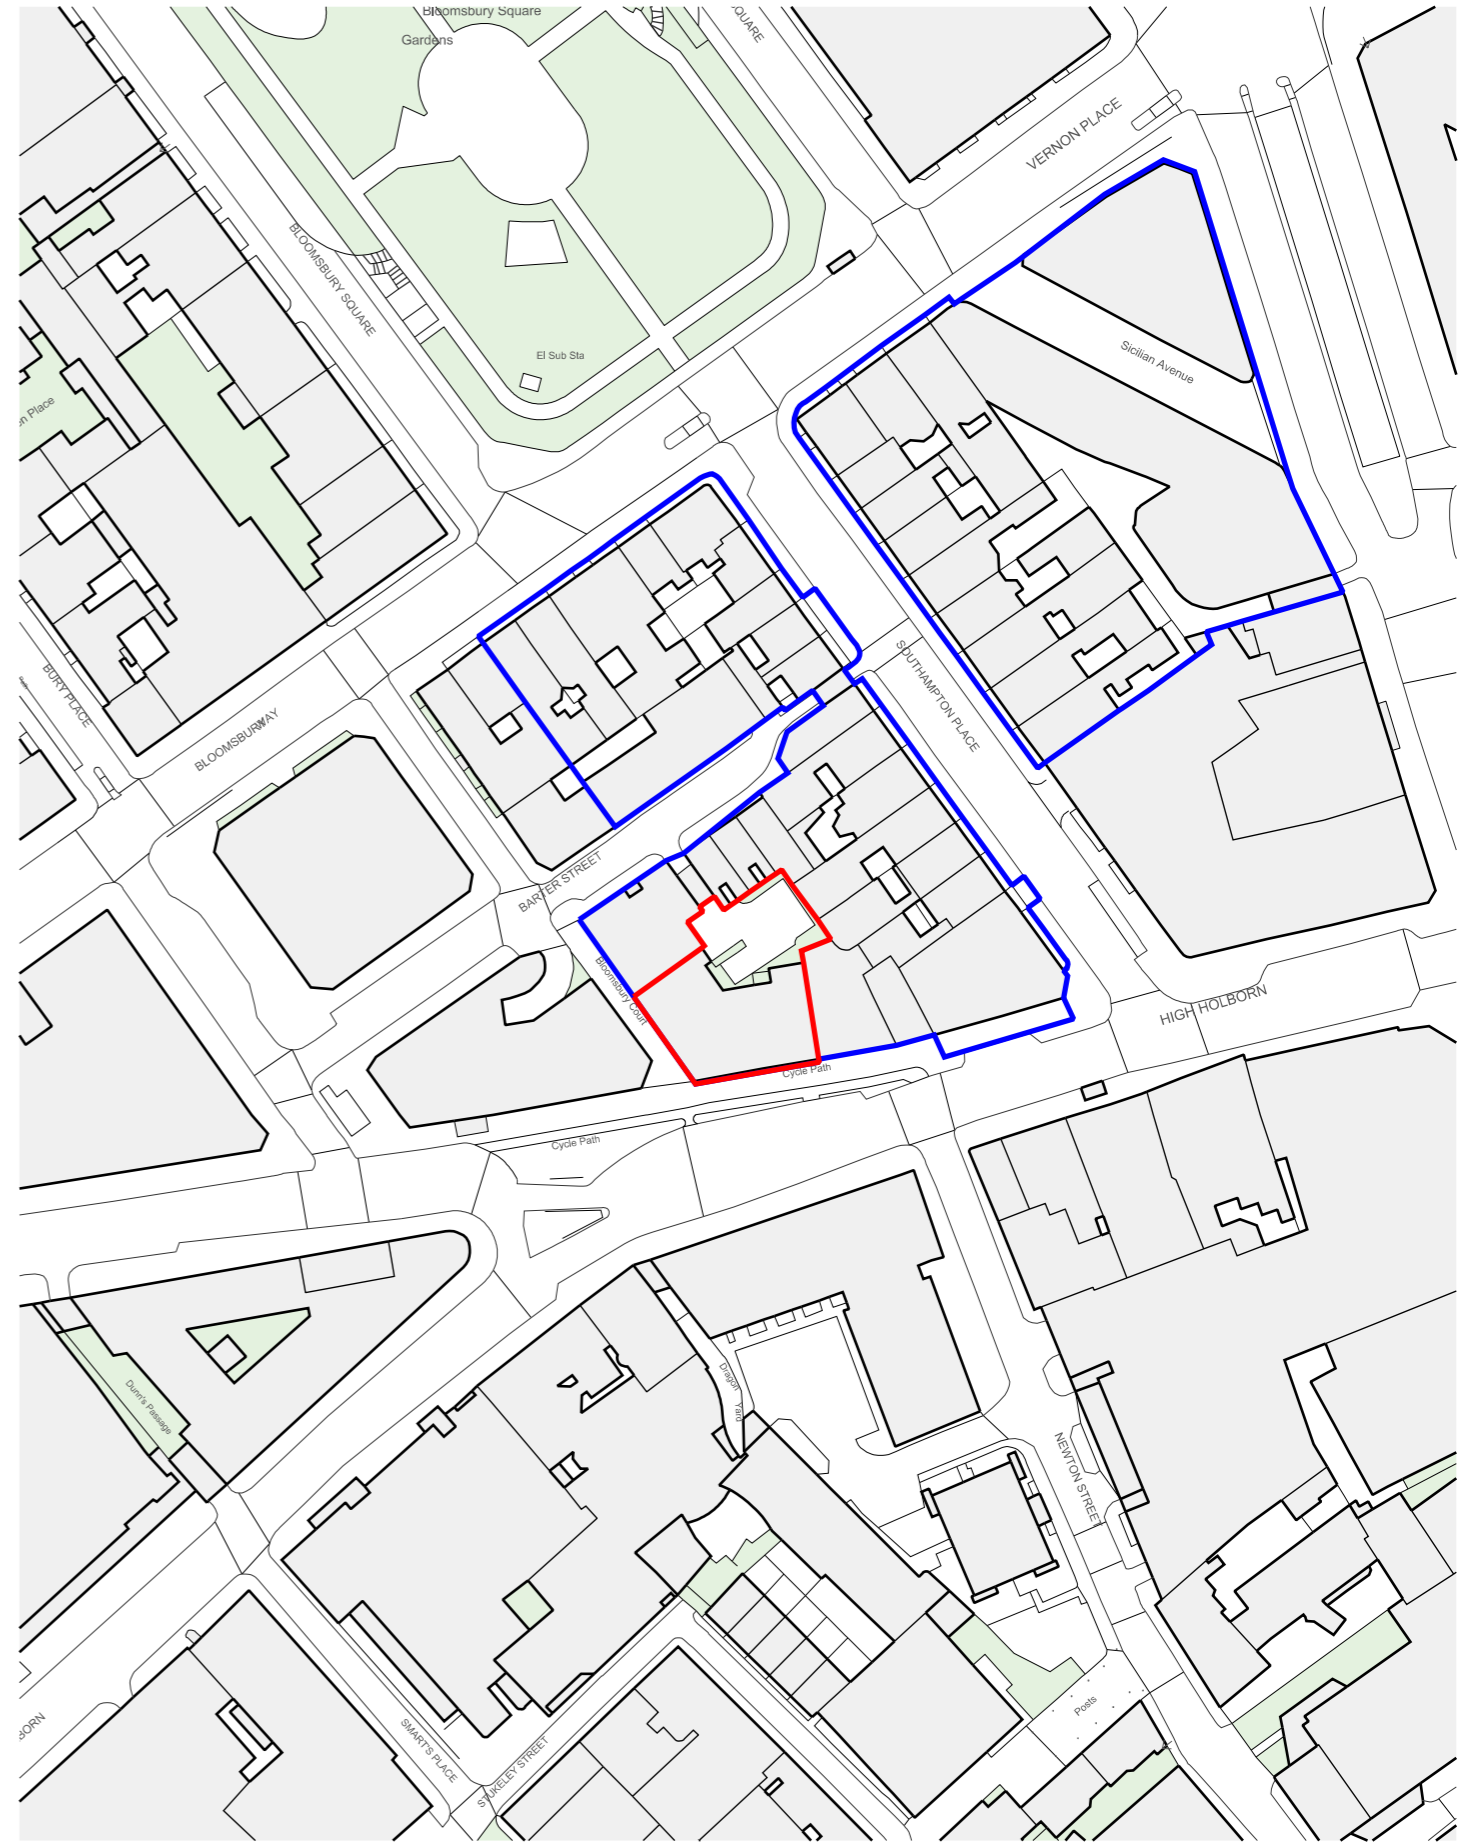 Bloomsbury Square
Gardens
SQUARE
VERNON PLACE
BLOOMSBURY SQUARE
Sicilian Avenue
El Sub Sta
en Place
SOUTHAMPTON PLACE
BURY PLACE
BLOOMSBURY WAY
BARTER STREET
Bloomsbury Court
HIGH HOLBORN
Cycle Path
Cycle Path
Dragon Yard
Dunn's Passage
NEWTON STREET
Posts
BORN
SMART'S PLACE
STUKELEY STREET